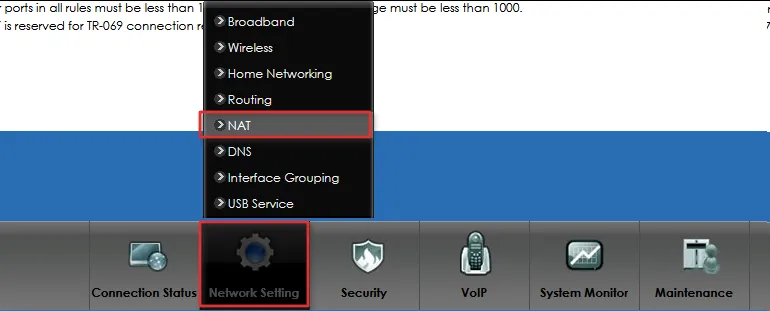 r ports in all rules must be less than 1
ge must be less than 1000.
is reserved for TR-069 connection re
Broadband
Wireless
Home Networking
Routing
NAT
DNS
Interface Grouping
USB Service
Connection Status
Network Setting
Security
VoIP
System Monitor
Maintenance